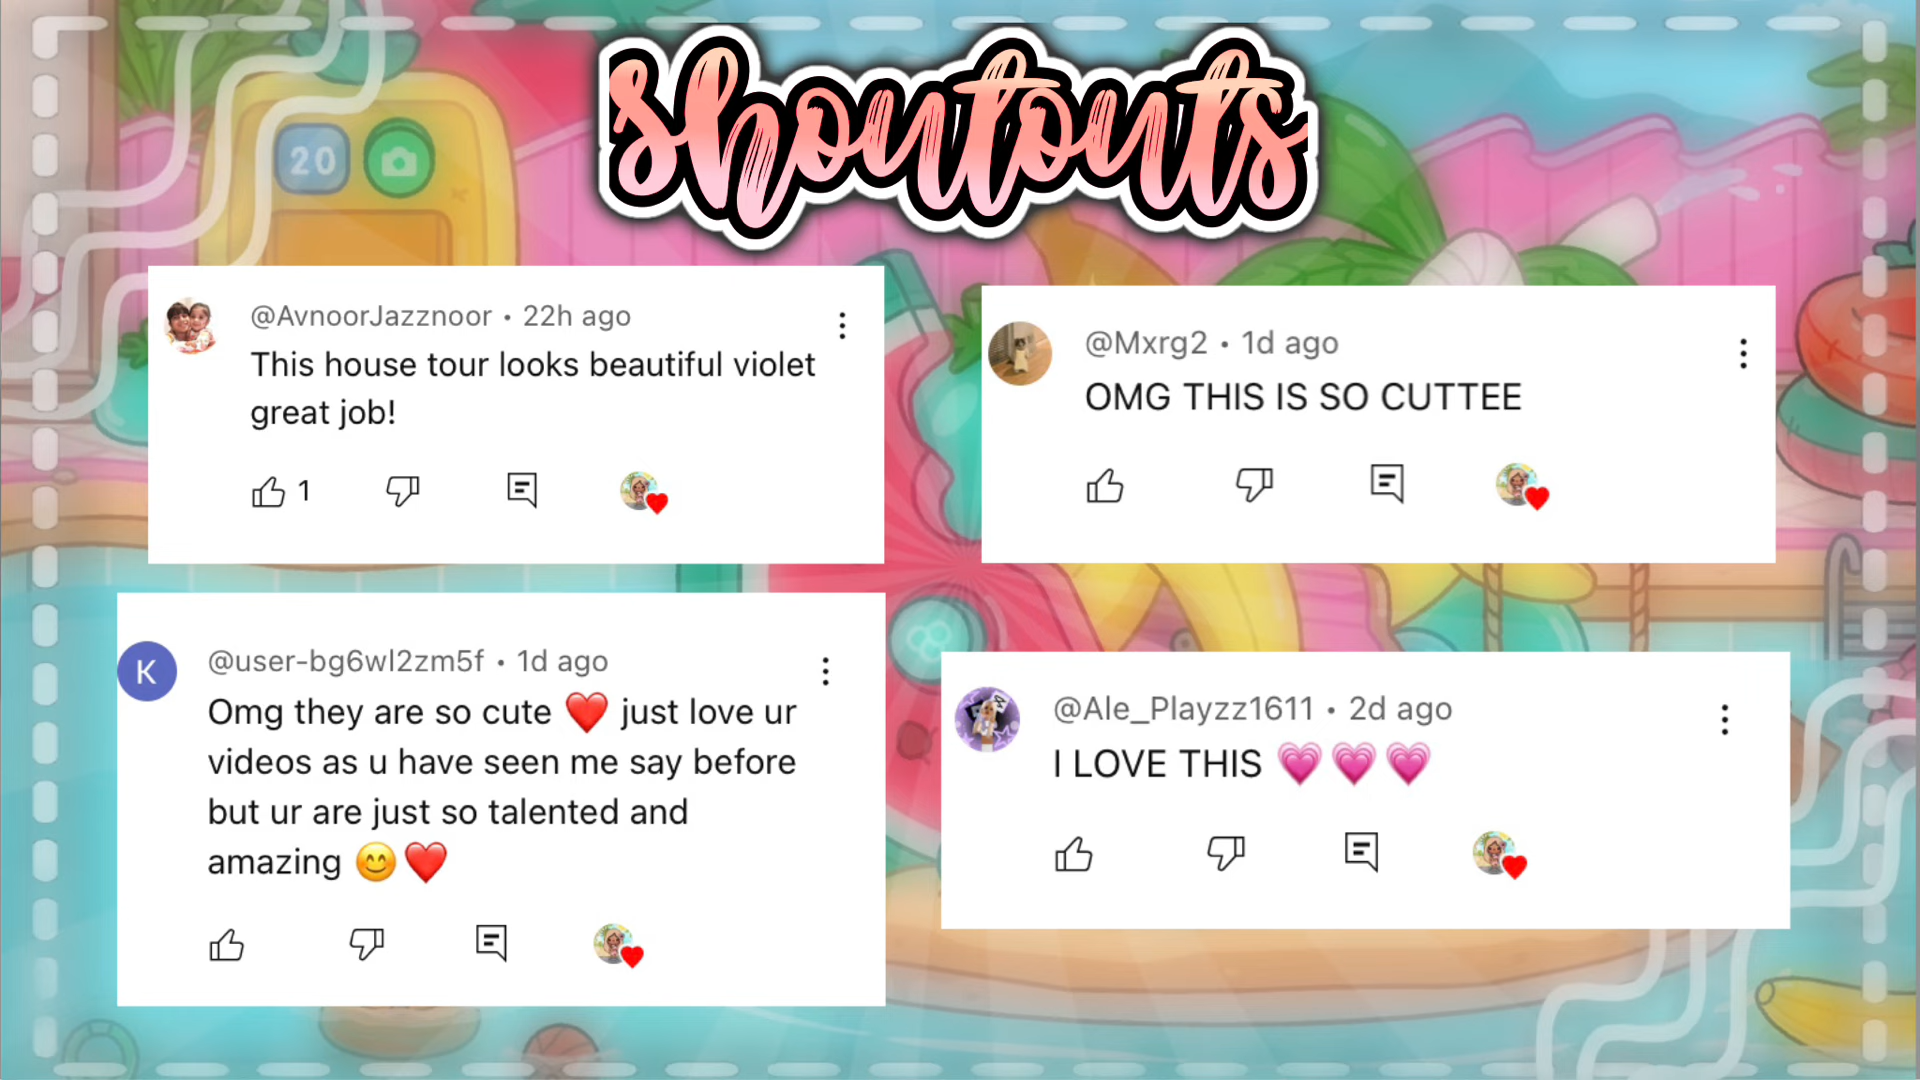 shoutouts
@AvnoorJazznoor • 22h ago
This house tour looks beautiful violet
great job!
1
@Mxrg2 • 1d ago
OMG THIS IS SO CUTTEE
K
@user-bg6wl2zm5f • 1d ago
Omg they are so cute ❤️ just love ur
videos as u have seen me say before
but ur are just so talented and
amazing 😊❤️
@Ale_Playzz1611 • 2d ago
I LOVE THIS 💗💗💗
20